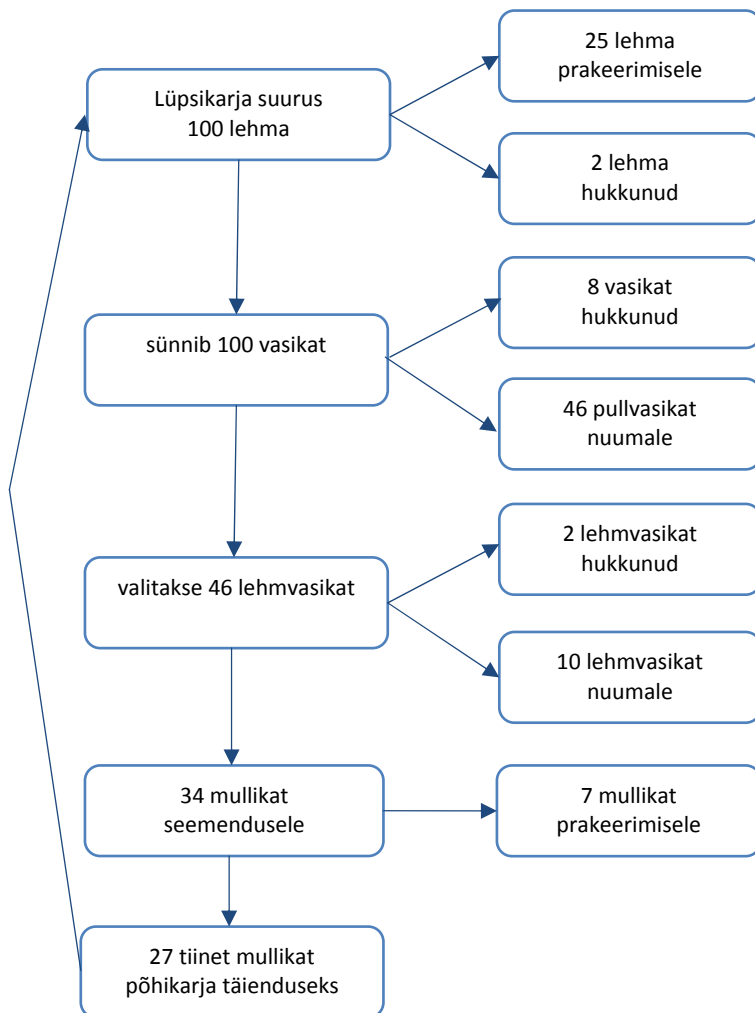 25 lehma
prakeerimisele
Lüpsikarja suurus
100 lehma
2 lehma
hukkunud
8 vasikat
hukkunud
sünnib 100 vasikat
46 pullvasikat
nuumale
2 lehmvasikat
hukkunud
valitakse 46 lehmvasikat
10 lehmvasikat
nuumale
34 mullikat
seemendusele
7 mullikat
prakeerimisele
27 tiinet mullikat
põhikarja täienduseks